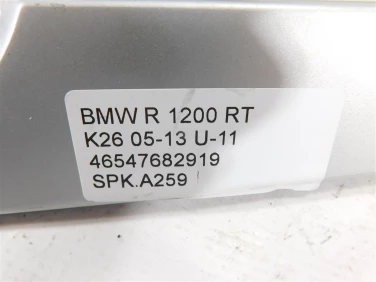 BMW R 1200 RT
K26 05-13 U-11
46547682919
SPK.A259